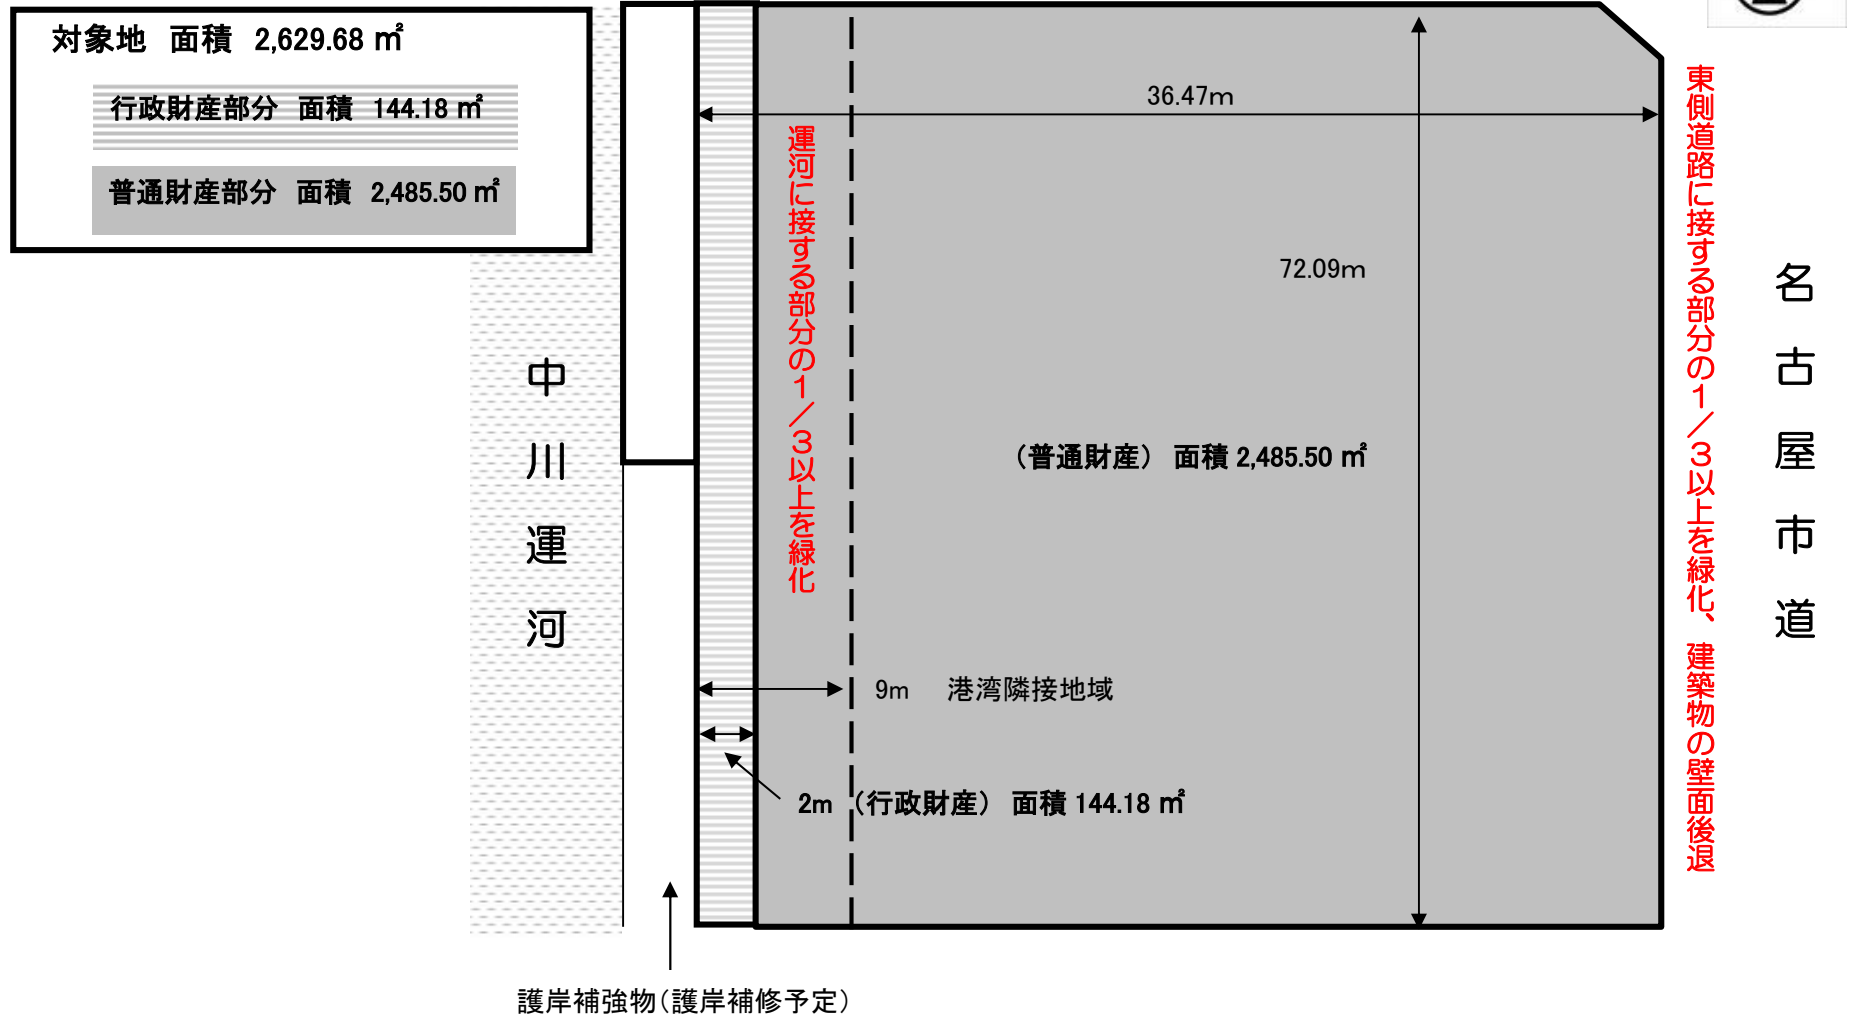 対象地 面積 2,629.68 ㎡
行政財産部分 面積 144.18 ㎡
普通財産部分 面積 2,485.50 ㎡
中川運河
運河に接する部分の1/3以上を緑化
36.47m
72.09m
(普通財産) 面積 2,485.50 ㎡
9m 港湾隣接地域
2m (行政財産) 面積 144.18 ㎡
東側道路に接する部分の1/3以上を緑化、建築物の壁面後退
名古屋市道
護岸補強物(護岸補修予定)